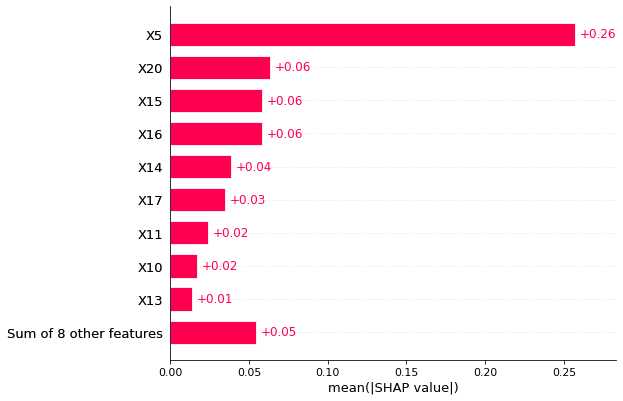 X5 +0.26
X20 +0.06
X15 +0.06
X16 +0.06
X14 +0.04
X17 +0.03
X11 +0.02
X10 +0.02
X13 +0.01
Sum of 8 other features +0.05
0.00 0.05 0.10 0.15 0.20 0.25
mean(|SHAP value|)